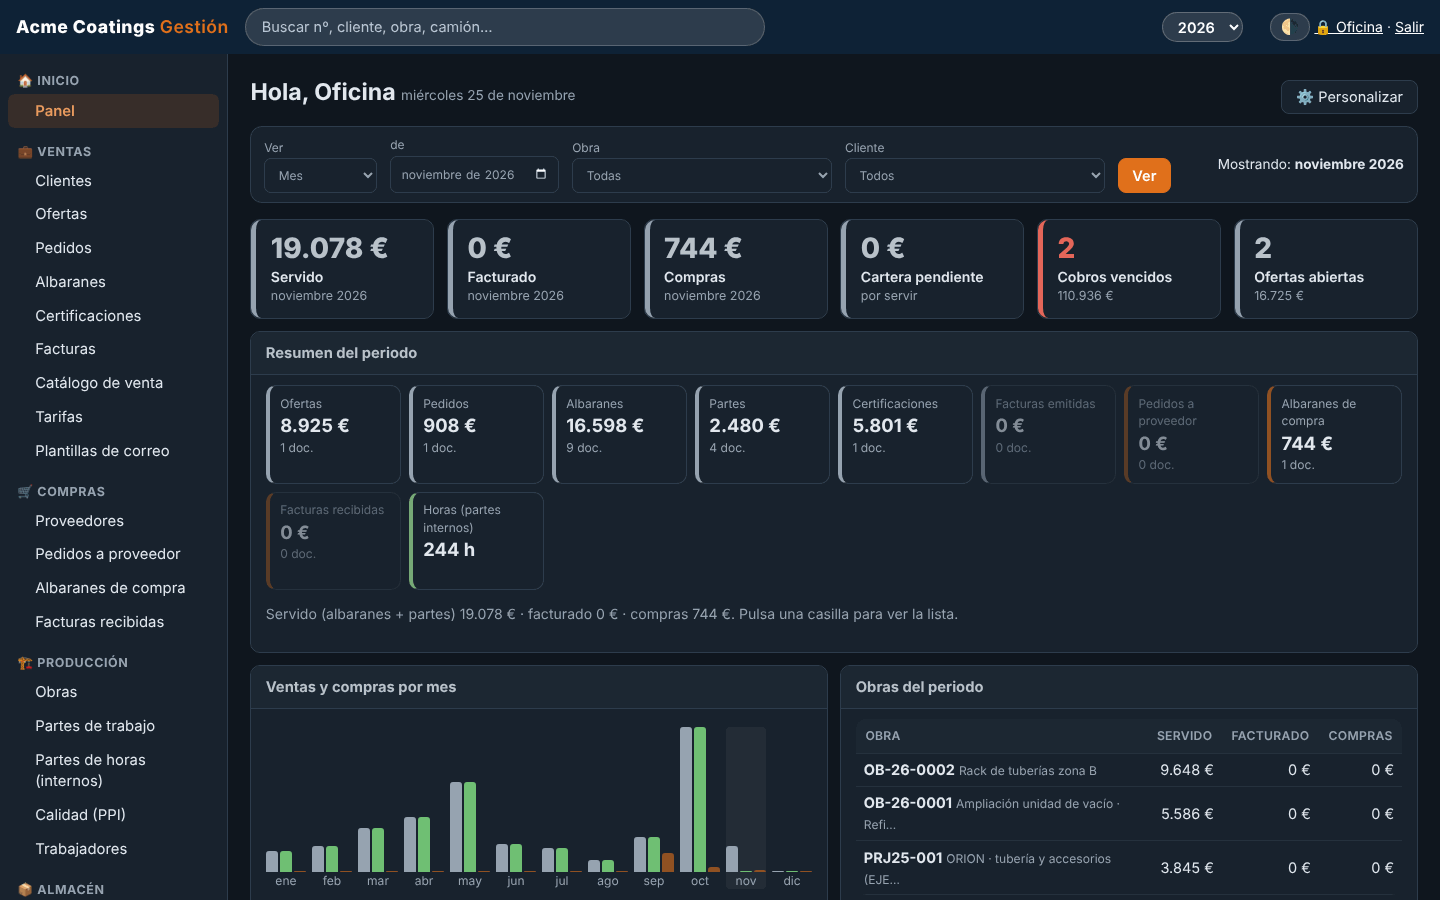 Acme Coatings Gestión
Buscar nº, cliente, obra, camión...
2026
Oficina · Salir
INICIO
Panel
VENTAS
Clientes
Ofertas
Pedidos
Albaranes
Certificaciones
Facturas
Catálogo de venta
Tarifas
Plantillas de correo
COMPRAS
Proveedores
Pedidos a proveedor
Albaranes de compra
Facturas recibidas
PRODUCCIÓN
Obras
Partes de trabajo
Partes de horas
(internos)
Calidad (PPI)
Trabajadores
ALMACÉN
Hola, Oficina miércoles 25 de noviembre
Personalizar
Ver
de
Obra
Cliente
Mes
noviembre de 2026
Todas
Todos
Ver
Mostrando: noviembre 2026
19.078 €
Servido
noviembre 2026
0 €
Facturado
noviembre 2026
744 €
Compras
noviembre 2026
0 €
Cartera pendiente
por servir
2
Cobros vencidos
110.936 €
2
Ofertas abiertas
16.725 €
Resumen del periodo
Ofertas
8.925 €
1 doc.
Pedidos
908 €
1 doc.
Albaranes
16.598 €
9 doc.
Partes
2.480 €
4 doc.
Certificaciones
5.801 €
1 doc.
Facturas emitidas
0 €
0 doc.
Pedidos a
proveedor
0 €
0 doc.
Albaranes de
compra
744 €
1 doc.
Facturas recibidas
0 €
0 doc.
Horas (partes
internos)
244 h
Servido (albaranes + partes) 19.078 € · facturado 0 € · compras 744 €. Pulsa una casilla para ver la lista.
Ventas y compras por mes
ene feb mar abr may jun jul ago sep oct nov dic
Obras del periodo
OBRA SERVIDO FACTURADO COMPRAS
OB-26-0002 Rack de tuberías zona B 9.648 € 0 € 0 €
OB-26-0001 Ampliación unidad de vacío ·
Refi... 5.586 € 0 € 0 €
PRJ25-001 ORION · tubería y accesorios
(EJE... 3.845 € 0 € 0 €